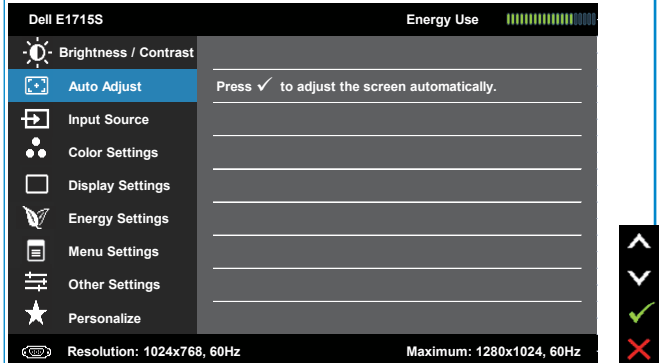 Dell E1715S Energy Use
Brightness / Contrast
Auto Adjust Press ✓ to adjust the screen automatically.
Input Source
Color Settings
Display Settings
Energy Settings
Menu Settings
Other Settings
Personalize
Resolution: 1024x768, 60Hz Maximum: 1280x1024, 60Hz